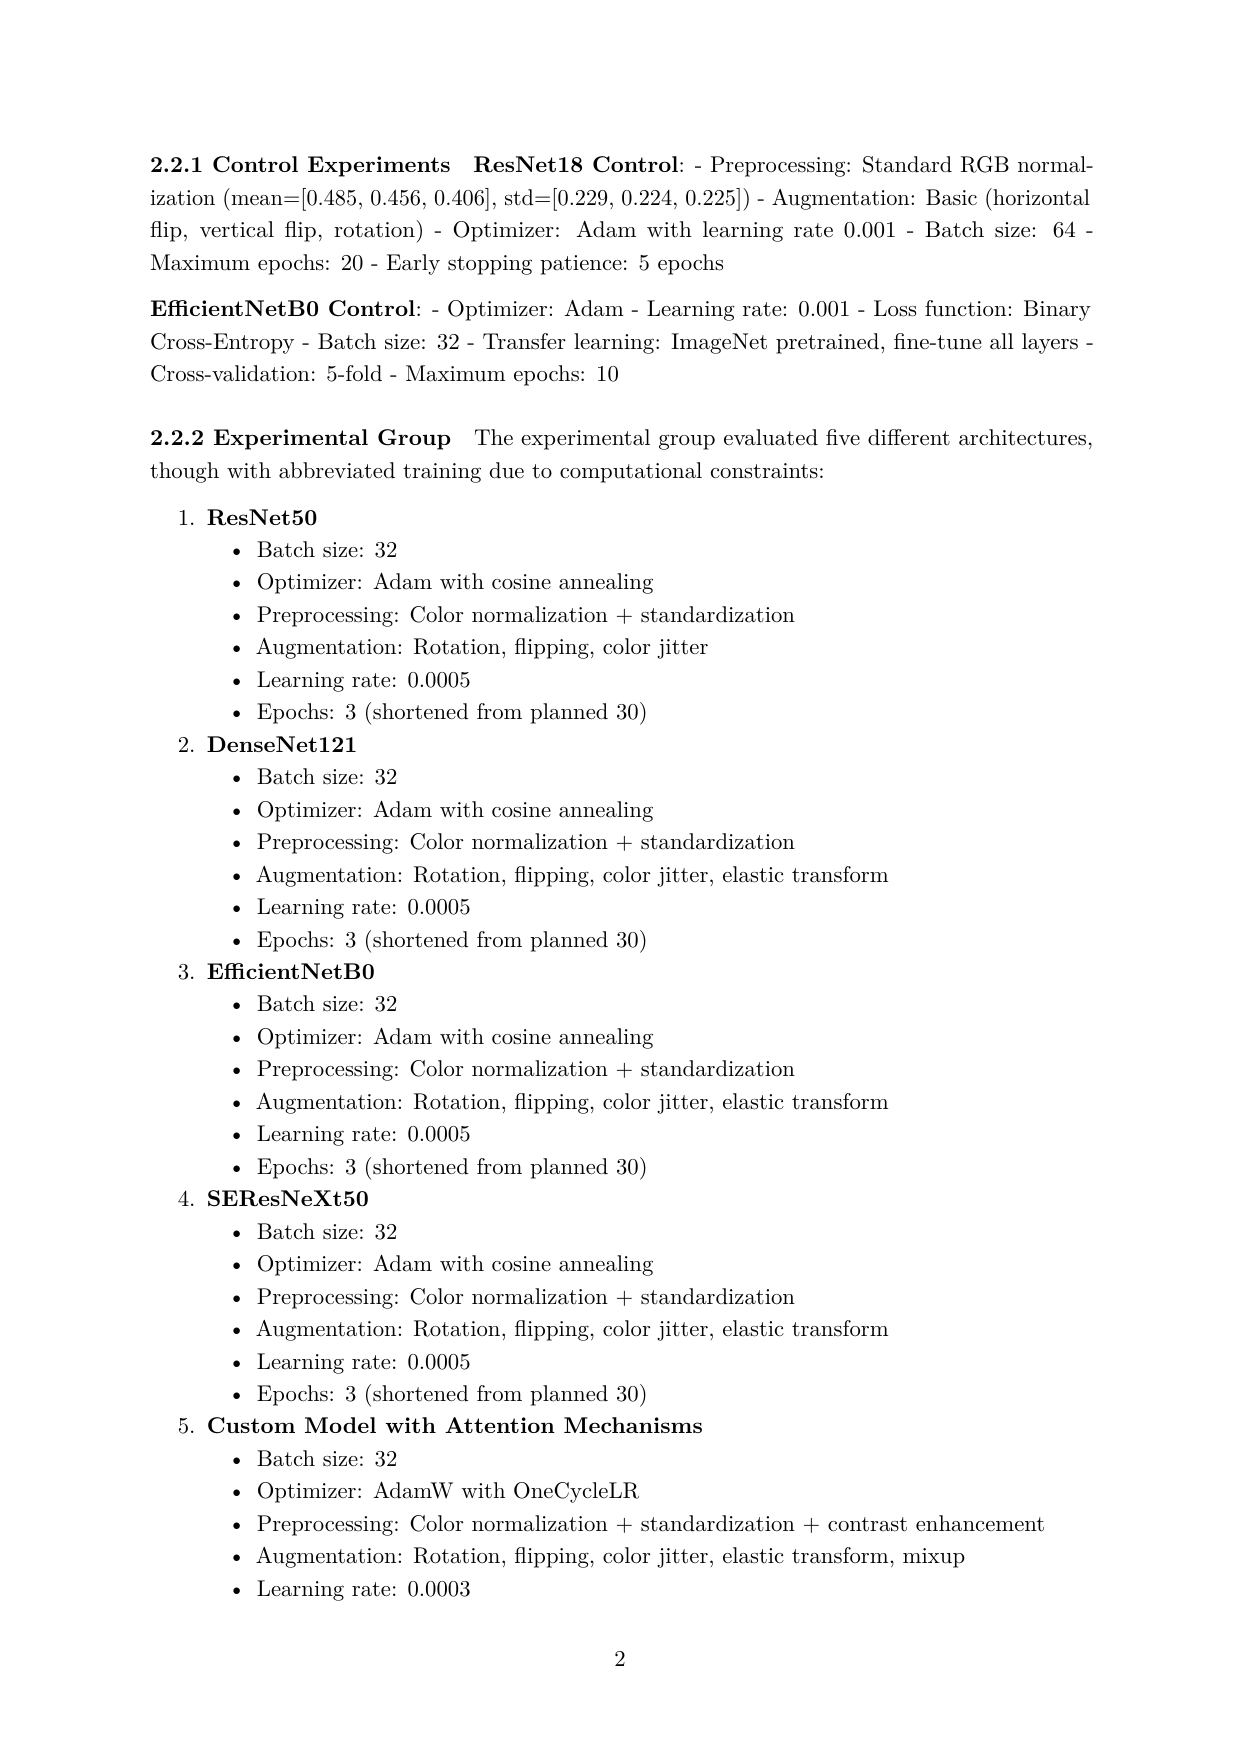 2.2.1 Control Experiments ResNet18 Control: - Preprocessing: Standard RGB normal-
ization (mean=[0.485, 0.456, 0.406], std=[0.229, 0.224, 0.225]) - Augmentation: Basic (horizontal
flip, vertical flip, rotation) - Optimizer: Adam with learning rate 0.001 - Batch size: 64 -
Maximum epochs: 20 - Early stopping patience: 5 epochs
EfficientNetB0 Control: - Optimizer: Adam - Learning rate: 0.001 - Loss function: Binary
Cross-Entropy - Batch size: 32 - Transfer learning: ImageNet pretrained, fine-tune all layers -
Cross-validation: 5-fold - Maximum epochs: 10
2.2.2 Experimental Group The experimental group evaluated five different architectures,
though with abbreviated training due to computational constraints:
1. ResNet50
• Batch size: 32
• Optimizer: Adam with cosine annealing
• Preprocessing: Color normalization + standardization
• Augmentation: Rotation, flipping, color jitter
• Learning rate: 0.0005
• Epochs: 3 (shortened from planned 30)
2. DenseNet121
• Batch size: 32
• Optimizer: Adam with cosine annealing
• Preprocessing: Color normalization + standardization
• Augmentation: Rotation, flipping, color jitter, elastic transform
• Learning rate: 0.0005
• Epochs: 3 (shortened from planned 30)
3. EfficientNetB0
• Batch size: 32
• Optimizer: Adam with cosine annealing
• Preprocessing: Color normalization + standardization
• Augmentation: Rotation, flipping, color jitter, elastic transform
• Learning rate: 0.0005
• Epochs: 3 (shortened from planned 30)
4. SEResNeXt50
• Batch size: 32
• Optimizer: Adam with cosine annealing
• Preprocessing: Color normalization + standardization
• Augmentation: Rotation, flipping, color jitter, elastic transform
• Learning rate: 0.0005
• Epochs: 3 (shortened from planned 30)
5. Custom Model with Attention Mechanisms
• Batch size: 32
• Optimizer: AdamW with OneCycleLR
• Preprocessing: Color normalization + standardization + contrast enhancement
• Augmentation: Rotation, flipping, color jitter, elastic transform, mixup
• Learning rate: 0.0003
2